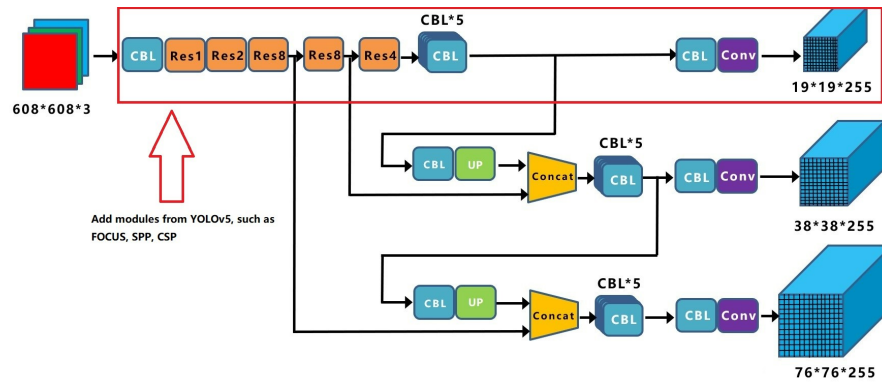 CBL*5
CBL Res1 Res2 Res8 Res8 Res4 CBL CBL Conv
608*608*3
19*19*255
CBL*5
CBL UP Concat CBL CBL Conv
Add modules from YOLOv5, such as
FOCUS, SPP, CSP
38*38*255
CBL*5
CBL UP Concat CBL CBL Conv
76*76*255